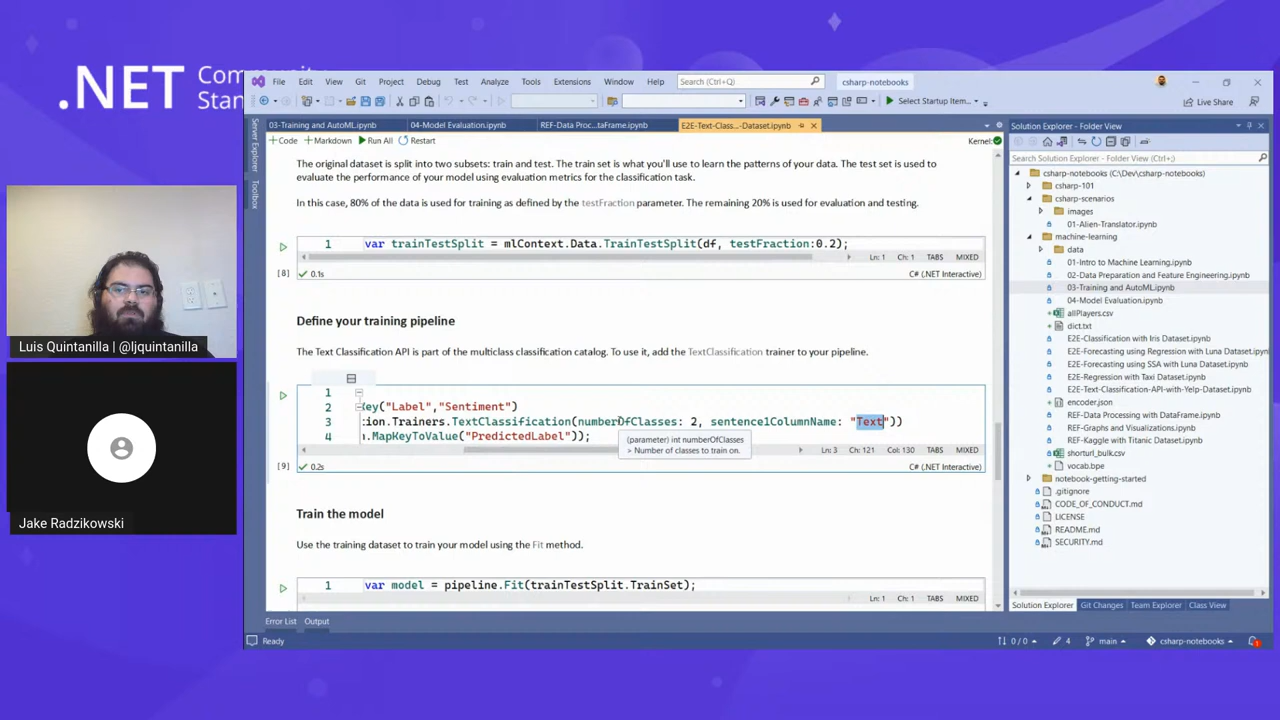 .NET Community
Stan
File Edit View Git Project Debug Test Analyze Tools Extensions Window Help Search (Ctrl+Q) csharp-notebooks
Select Startup Item... Live Share
Server Explorer
Toolbox
03-Training and AutoML.ipynb 04-Model Evaluation.ipynb REF-Data Proc...taFrame.ipynb E2E-Text-Class...-Dataset.ipynb
+Code +Markdown Run All Restart Kernel:
The original dataset is split into two subsets: train and test. The train set is what you'll use to learn the patterns of your data. The test set is used to
evaluate the performance of your model using evaluation metrics for the classification task.
In this case, 80% of the data is used for training as defined by the testFraction parameter. The remaining 20% is used for evaluation and testing.
1 var trainTestSplit = mlContext.Data.TrainTestSplit(df, testFraction:0.2);
Ln: 1 Ch: 1 TABS MIXED
[8] 0.1s C# (.NET Interactive)
Define your training pipeline
The Text Classification API is part of the multiclass classification catalog. To use it, add the TextClassification trainer to your pipeline.
1
2 Key("Label","Sentiment")
3 ion.Trainers.TextClassification(numberOfClasses: 2, sentence1ColumnName: "Text"))
4 n.MapKeyToValue("PredictedLabel"));
(parameter) int numberOfClasses
> Number of classes to train on.
Ln: 3 Ch: 121 Col: 130 TABS MIXED
[9] 0.2s C# (.NET Interactive)
Train the model
Use the training dataset to train your model using the Fit method.
1 var model = pipeline.Fit(trainTestSplit.TrainSet);
Ln: 1 Ch: 1 TABS MIXED
Error List Output
Ready 0 / 0 4 main csharp-notebooks 1
Solution Explorer - Folder View
Search Solution Explorer - Folder View (Ctrl+;)
csharp-notebooks (C:\Dev\csharp-notebooks)
csharp-101
csharp-scenarios
images
01-Alien-Translator.ipynb
machine-learning
data
01-Intro to Machine Learning.ipynb
02-Data Preparation and Feature Engineering.ipynb
03-Training and AutoML.ipynb
04-Model Evaluation.ipynb
allPlayers.csv
dict.txt
E2E-Classification with Iris Dataset.ipynb
E2E-Forecasting using Regression with Luna Dataset.ipynb
E2E-Forecasting using SSA with Luna Dataset.ipynb
E2E-Regression with Taxi Dataset.ipynb
E2E-Text-Classification-API-with-Yelp-Dataset.ipynb
encoder.json
REF-Data Processing with DataFrame.ipynb
REF-Graphs and Visualizations.ipynb
REF-Kaggle with Titanic Dataset.ipynb
shorturl_bulk.csv
vocab.bpe
notebook-getting-started
.gitignore
CODE_OF_CONDUCT.md
LICENSE
README.md
SECURITY.md
Solution Explorer Git Changes Team Explorer Class View
Luis Quintanilla | @ljquintanilla
Jake Radzikowski